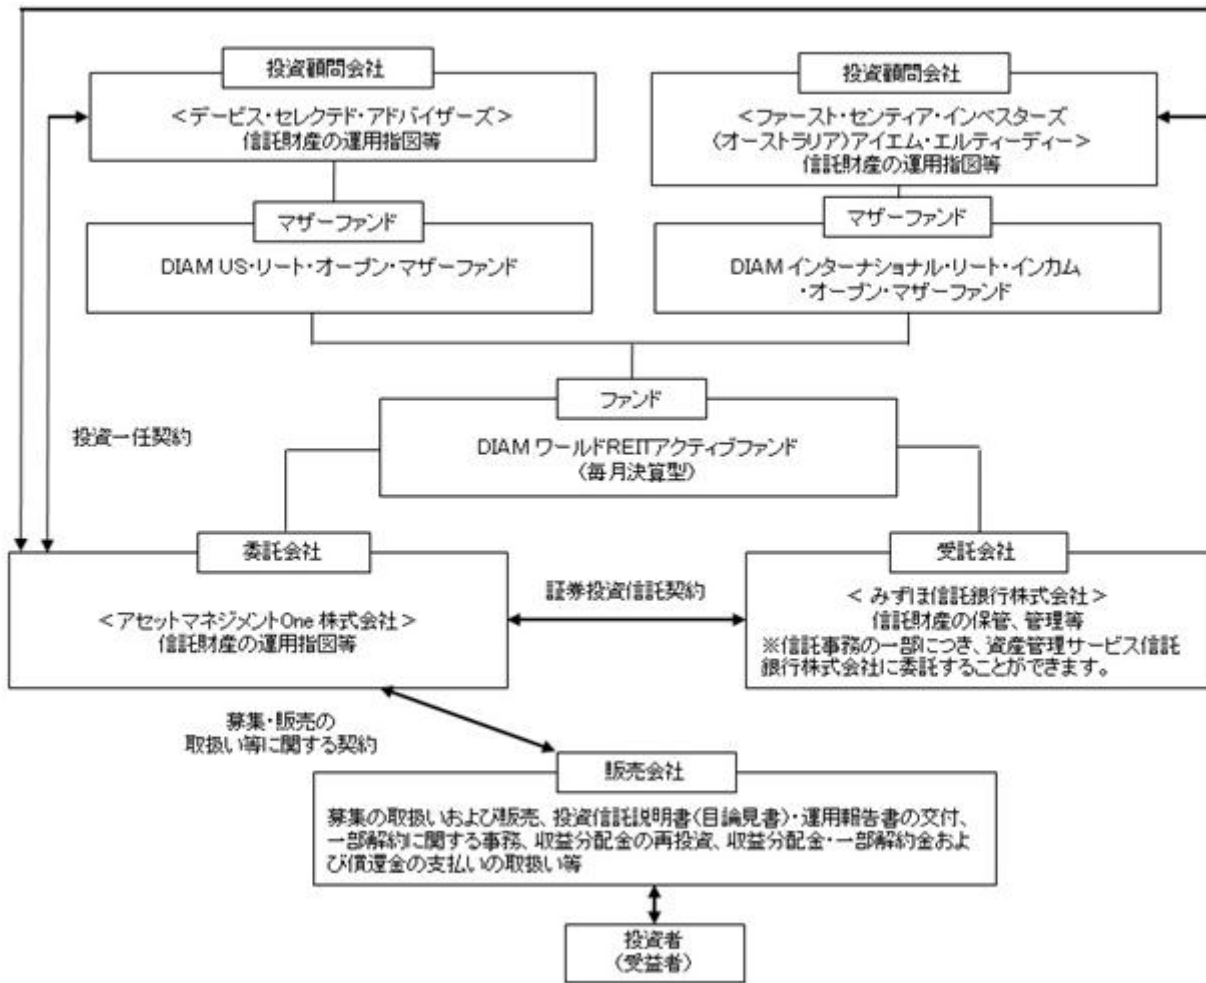 投資顧問会社
<デービス・セレクテド・アドバイザーズ>
信託財産の運用指図等
投資顧問会社
<ファースト・センティア・インベスターズ
(オーストラリア)アイエム・エルティーディー>
信託財産の運用指図等
マザーファンド
DIAM US・リート・オープン・マザーファンド
マザーファンド
DIAM インターナショナル・リート・インカム
・オープン・マザーファンド
ファンド
DIAM ワールドREITアクティブファンド
(毎月決算型)
投資一任契約
委託会社
<アセットマネジメントOne 株式会社>
信託財産の運用指図等
証券投資信託契約
受託会社
< みずほ信託銀行株式会社>
信託財産の保管、管理等
※信託事務の一部につき、資産管理サービス信託
銀行株式会社に委託することができます。
募集・販売の
取扱い等に関する契約
販売会社
募集の取扱いおよび販売、投資信託説明書(目論見書)・運用報告書の交付、
一部解約に関する事務、収益分配金の再投資、収益分配金・一部解約金およ
び償還金の支払いの取扱い等
投資者
(受益者)